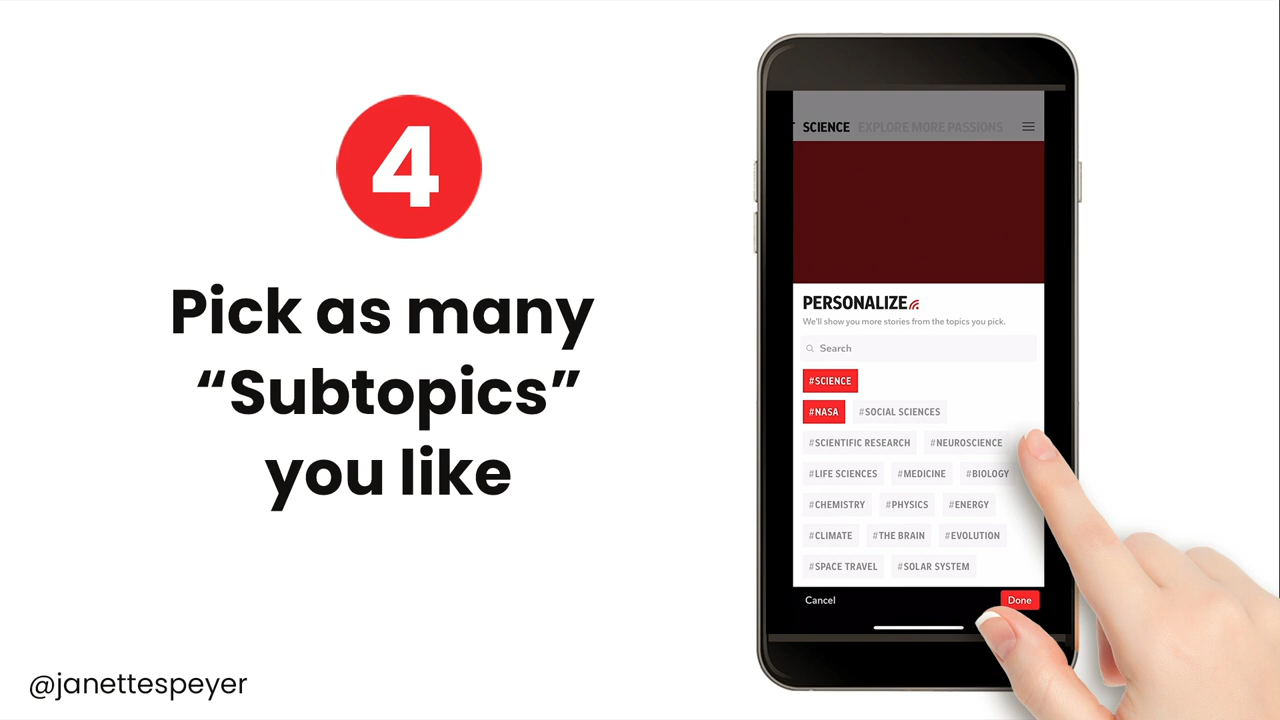 4
Pick as many
“Subtopics”
you like
@janettespeyer
SCIENCE EXPLORE MORE PASSIONS
PERSONALIZE
We'll show you more stories from the topics you pick.
Search
#SCIENCE
#NASA #SOCIAL SCIENCES
#SCIENTIFIC RESEARCH #NEUROSCIENCE
#LIFE SCIENCES #MEDICINE #BIOLOGY
#CHEMISTRY #PHYSICS #ENERGY
#CLIMATE #THE BRAIN #EVOLUTION
#SPACE TRAVEL #SOLAR SYSTEM
Cancel Done